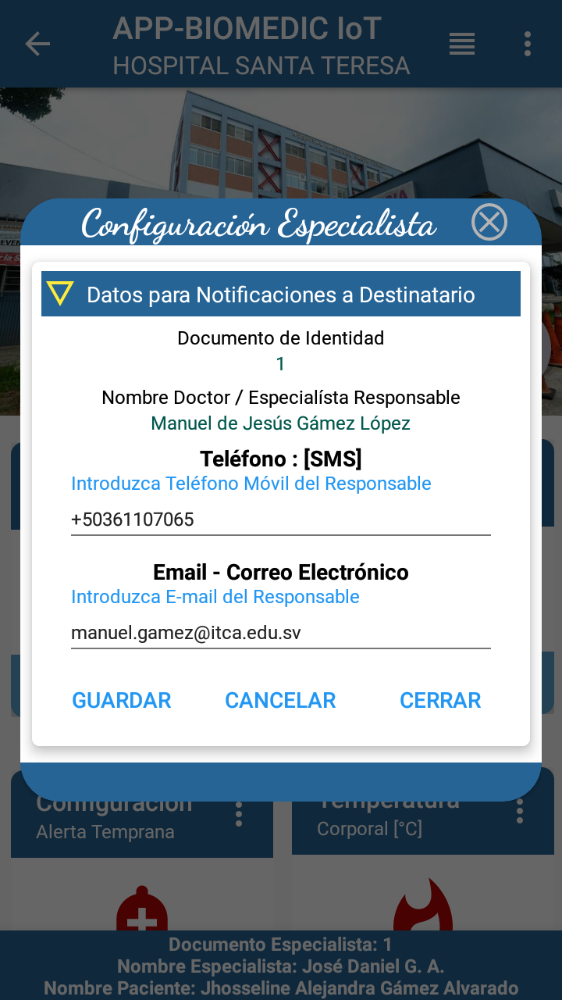 APP-BIOMEDIC IoT
HOSPITAL SANTA TERESA
Configuración Especialista
Datos para Notificaciones a Destinatario
Documento de Identidad
1
Nombre Doctor / Especialísta Responsable
Manuel de Jesús Gámez López
Teléfono : [SMS]
Introduzca Teléfono Móvil del Responsable
+50361107065
Email - Correo Electrónico
Introduzca E-mail del Responsable
manuel.gamez@itca.edu.sv
GUARDAR CANCELAR CERRAR
Configuración Temperatura
Alerta Temprana Corporal [°C]
Documento Especialista: 1
Nombre Especialista: José Daniel G. A.
Nombre Paciente: Jhosseline Alejandra Gámez Alvarado